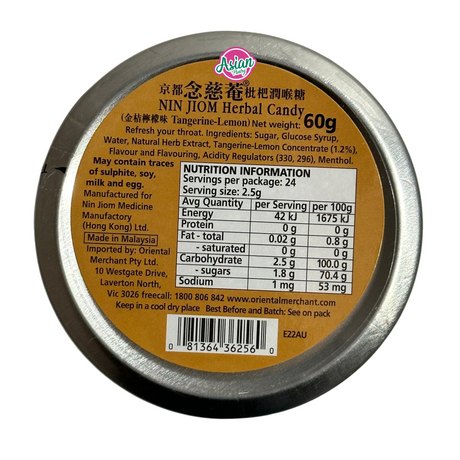 Asian
Pantry
京都念慈菴®枇杷潤喉糖
NIN JIOM Herbal Candy
(金桔檸檬味 Tangerine-Lemon) Net weight: 60g
Refresh your throat. Ingredients: Sugar, Glucose Syrup,
Water, Natural Herb Extract, Tangerine-Lemon Concentrate (1.2%),
Flavour and Flavouring, Acidity Regulators (330, 296), Menthol.
May contain traces
of sulphite, soy,
milk and egg.
Manufactured for
Nin Jiom Medicine
Manufactory
(Hong Kong) Ltd.
Made in Malaysia
Imported by: Oriental
Merchant Pty Ltd.
10 Westgate Drive,
Laverton North,
Vic 3026 freecall: 1800 806 842 www.orientalmerchant.com
NUTRITION INFORMATION
Servings per package: 24
Serving size: 2.5g
Avg Quantity per Serving per 100g
Energy 42 kJ 1675 kJ
Protein 0 g 0 g
Fat - total 0.02 g 0.8 g
- saturated 0 g 0 g
Carbohydrate 2.5 g 100.0 g
- sugars 1.8 g 70.4 g
Sodium 1 mg 53 mg
Keep in a cool dry place Best Before and Batch: See on pack
E22AU
0 81364 36256 0